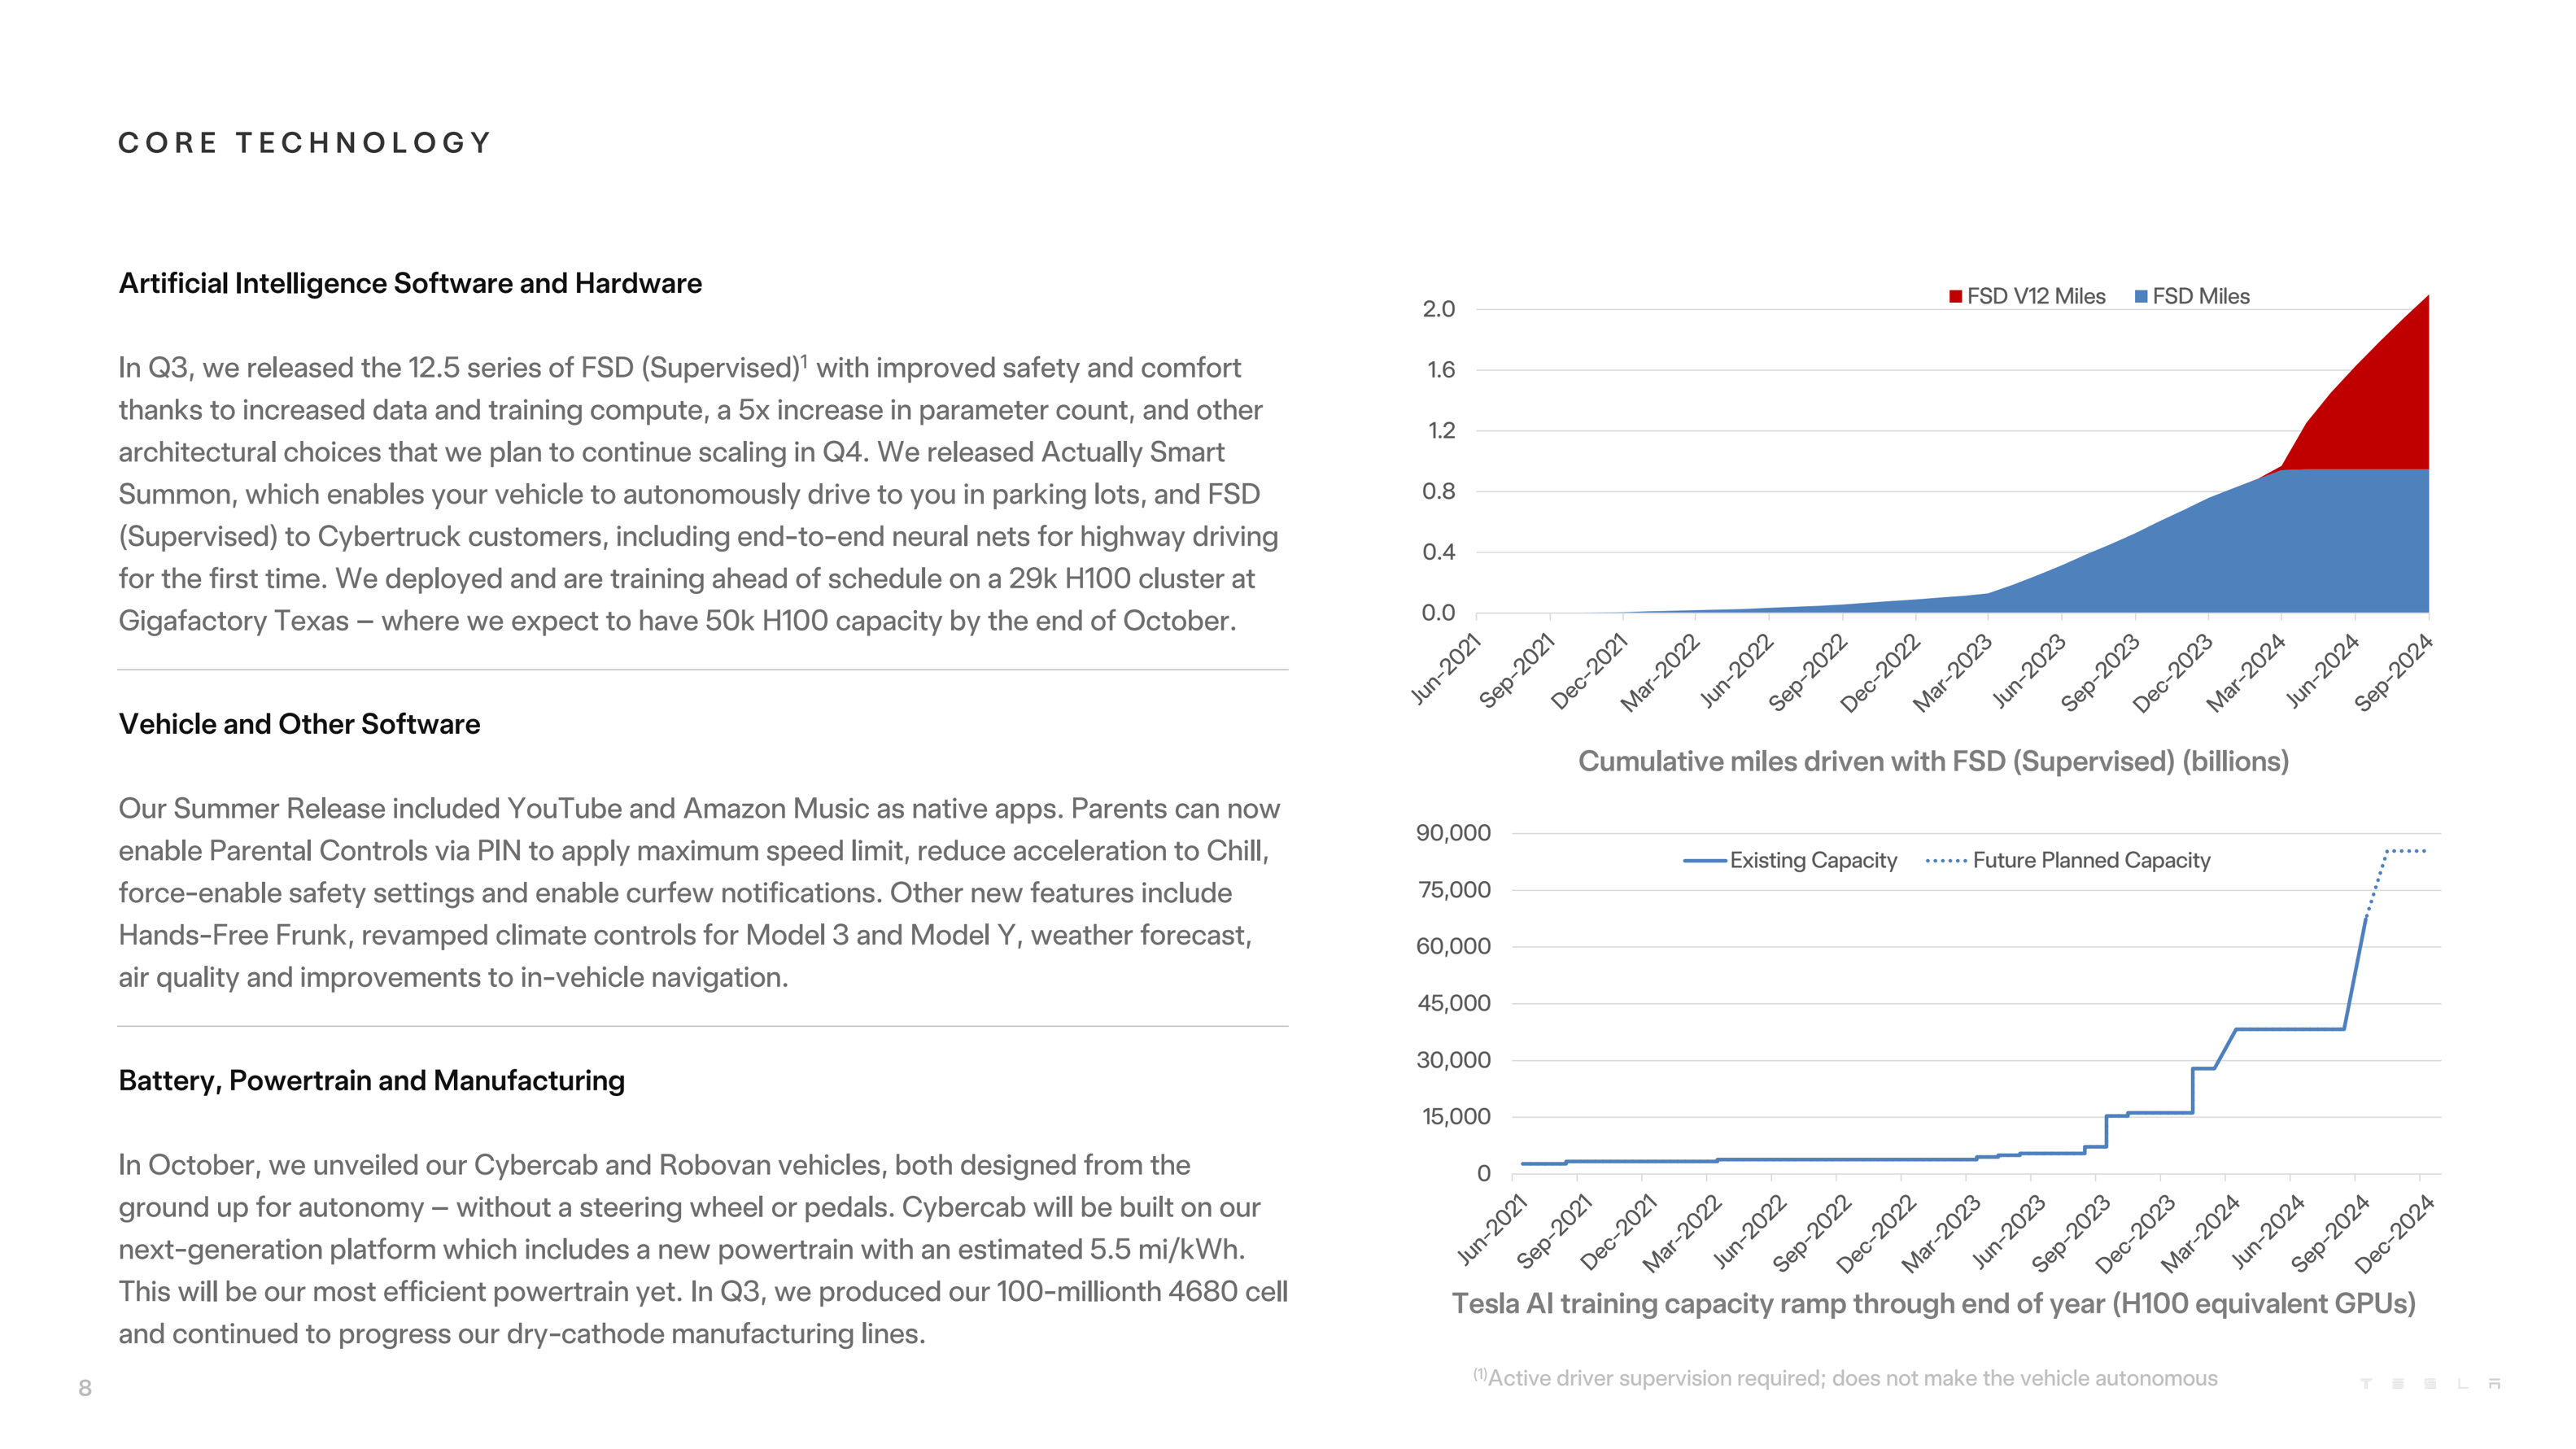 CORE TECHNOLOGY
Artificial Intelligence Software and Hardware
In Q3, we released the 12.5 series of FSD (Supervised)¹ with improved safety and comfort
thanks to increased data and training compute, a 5x increase in parameter count, and other
architectural choices that we plan to continue scaling in Q4. We released Actually Smart
Summon, which enables your vehicle to autonomously drive to you in parking lots, and FSD
(Supervised) to Cybertruck customers, including end-to-end neural nets for highway driving
for the first time. We deployed and are training ahead of schedule on a 29k H100 cluster at
Gigafactory Texas – where we expect to have 50k H100 capacity by the end of October.
Vehicle and Other Software
Our Summer Release included YouTube and Amazon Music as native apps. Parents can now
enable Parental Controls via PIN to apply maximum speed limit, reduce acceleration to Chill,
force-enable safety settings and enable curfew notifications. Other new features include
Hands-Free Frunk, revamped climate controls for Model 3 and Model Y, weather forecast,
air quality and improvements to in-vehicle navigation.
Battery, Powertrain and Manufacturing
In October, we unveiled our Cybercab and Robovan vehicles, both designed from the
ground up for autonomy – without a steering wheel or pedals. Cybercab will be built on our
next-generation platform which includes a new powertrain with an estimated 5.5 mi/kWh.
This will be our most efficient powertrain yet. In Q3, we produced our 100-millionth 4680 cell
and continued to progress our dry-cathode manufacturing lines.
FSD V12 Miles FSD Miles
2.0
1.6
1.2
0.8
0.4
0.0
Jun-2021 Sep-2021 Dec-2021 Mar-2022 Jun-2022 Sep-2022 Dec-2022 Mar-2023 Jun-2023 Sep-2023 Dec-2023 Mar-2024 Jun-2024 Sep-2024
Cumulative miles driven with FSD (Supervised) (billions)
90,000
Existing Capacity Future Planned Capacity
75,000
60,000
45,000
30,000
15,000
0
Jun-2021 Sep-2021 Dec-2021 Mar-2022 Jun-2022 Sep-2022 Dec-2022 Mar-2023 Jun-2023 Sep-2023 Dec-2023 Mar-2024 Jun-2024 Sep-2024 Dec-2024
Tesla AI training capacity ramp through end of year (H100 equivalent GPUs)
(1)Active driver supervision required; does not make the vehicle autonomous
8
TESLA